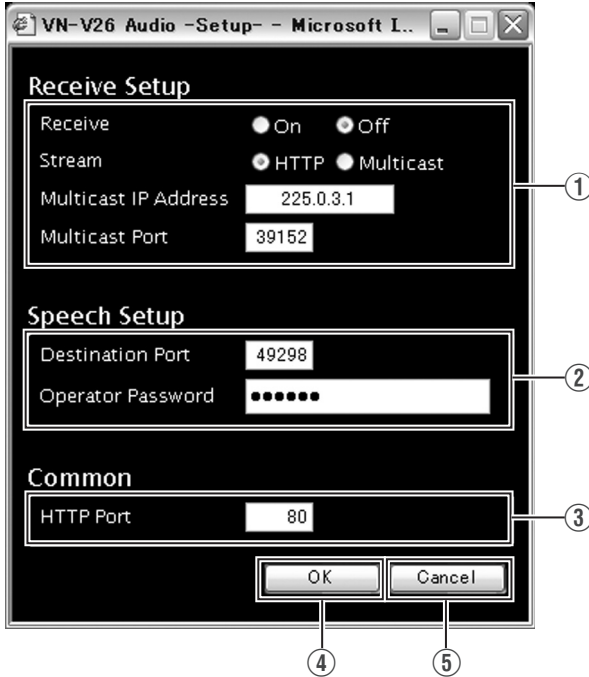 VN-V26 Audio -Setup- - Microsoft I..
Receive Setup
Receive On Off
Stream HTTP Multicast
Multicast IP Address 225.0.3.1
Multicast Port 39152
①
Speech Setup
Destination Port 49298
Operator Password ●●●●●●
②
Common
HTTP Port 80
③
OK Cancel
④ ⑤